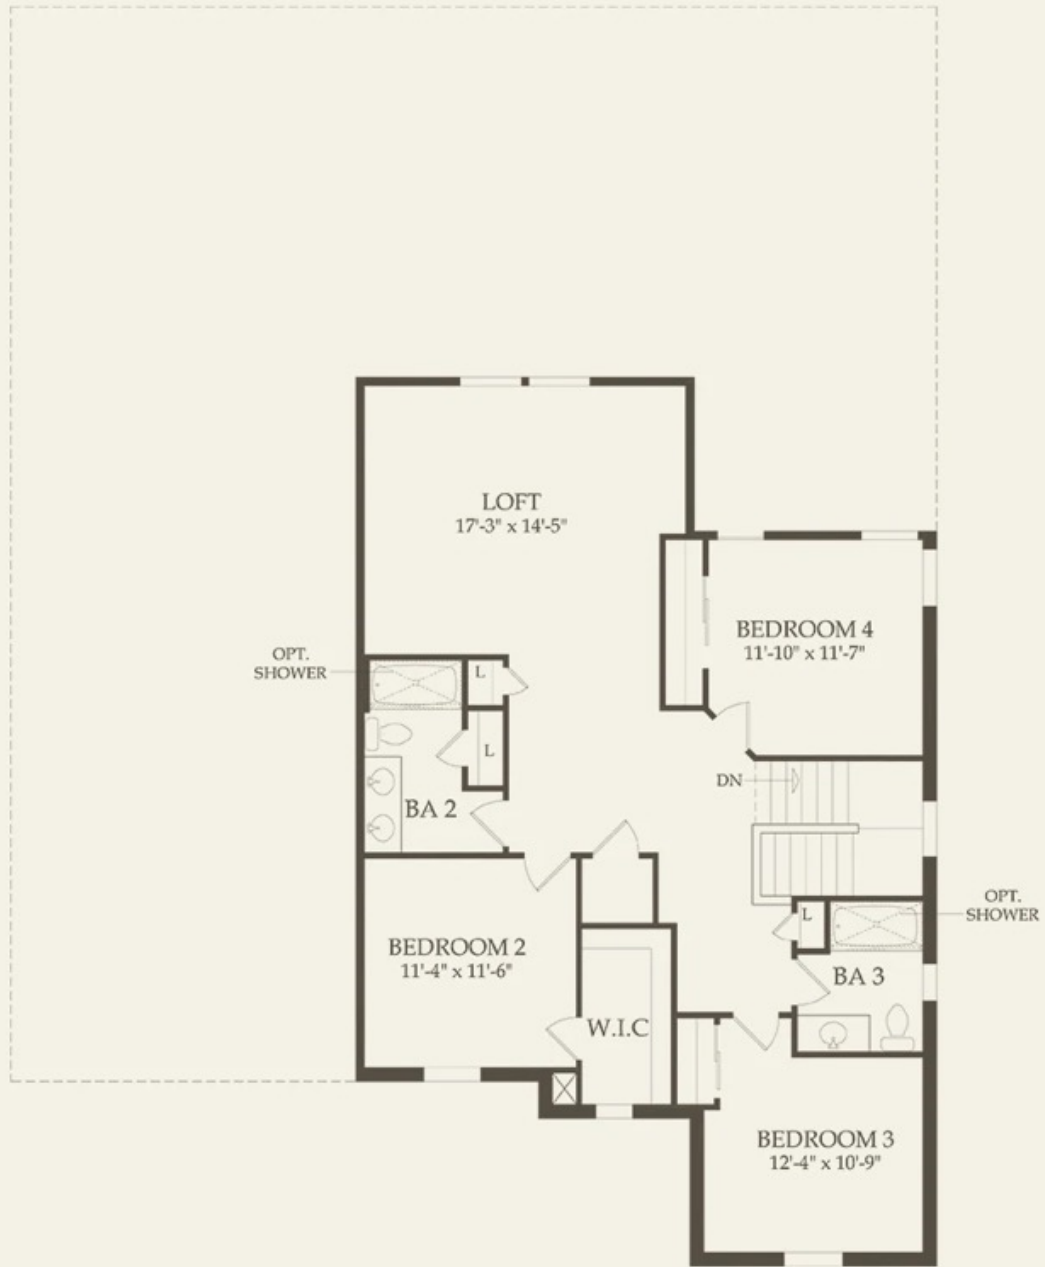 LOFT
17'-3" x 14'-5"
BEDROOM 4
11'-10" x 11'-7"
OPT.
SHOWER
L
L
DN
BA 2
OPT.
SHOWER
L
BEDROOM 2
11'-4" x 11'-6"
BA 3
W.I.C
BEDROOM 3
12'-4" x 10'-9"